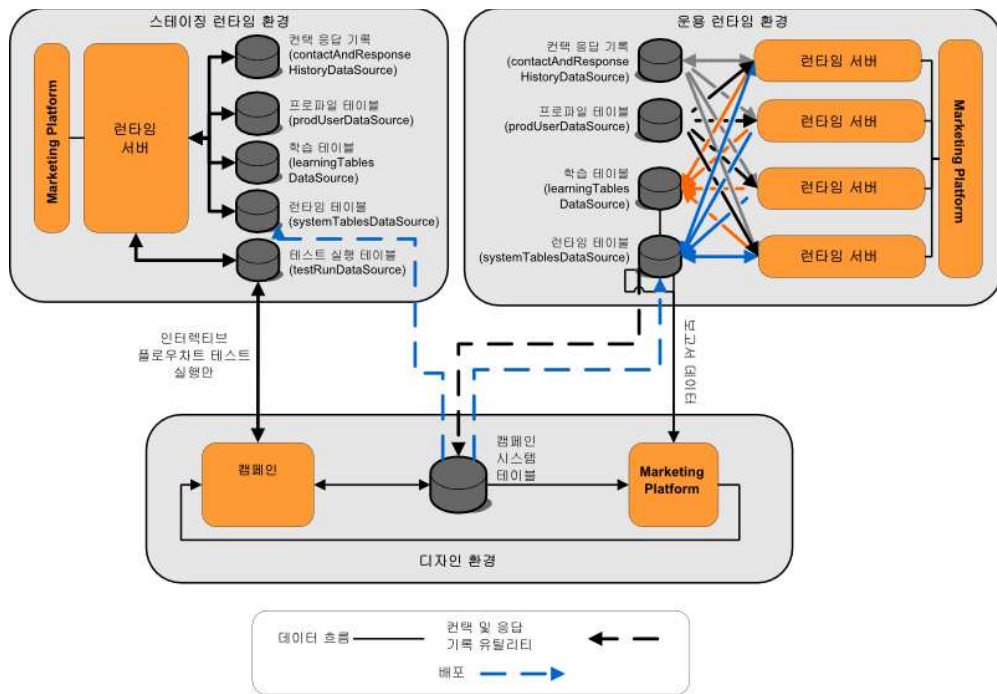 스테이징 런타임 환경
Marketing Platform
런타임
서버
컨택 응답 기록
(contactAndResponse
HistoryDataSource)
프로파일 테이블
(prodUserDataSource)
학습 테이블
(learningTables
DataSource)
런타임 테이블
(systemTablesDataSource)
테스트 실행 테이블
(testRunDataSource)
운용 런타임 환경
컨택 응답 기록
(contactAndResponse
HistoryDataSource)
프로파일 테이블
(prodUserDataSource)
학습 테이블
(learningTables
DataSource)
런타임 테이블
(systemTablesDataSource)
런타임 서버
런타임 서버
런타임 서버
런타임 서버
Marketing Platform
인터렉티브
플로우차트 테스트
실행만
보고서 데이터
캠페인
캠페인
시스템
테이블
Marketing
Platform
디자인 환경
데이터 흐름
컨택 및 응답
기록 유틸리티
배포